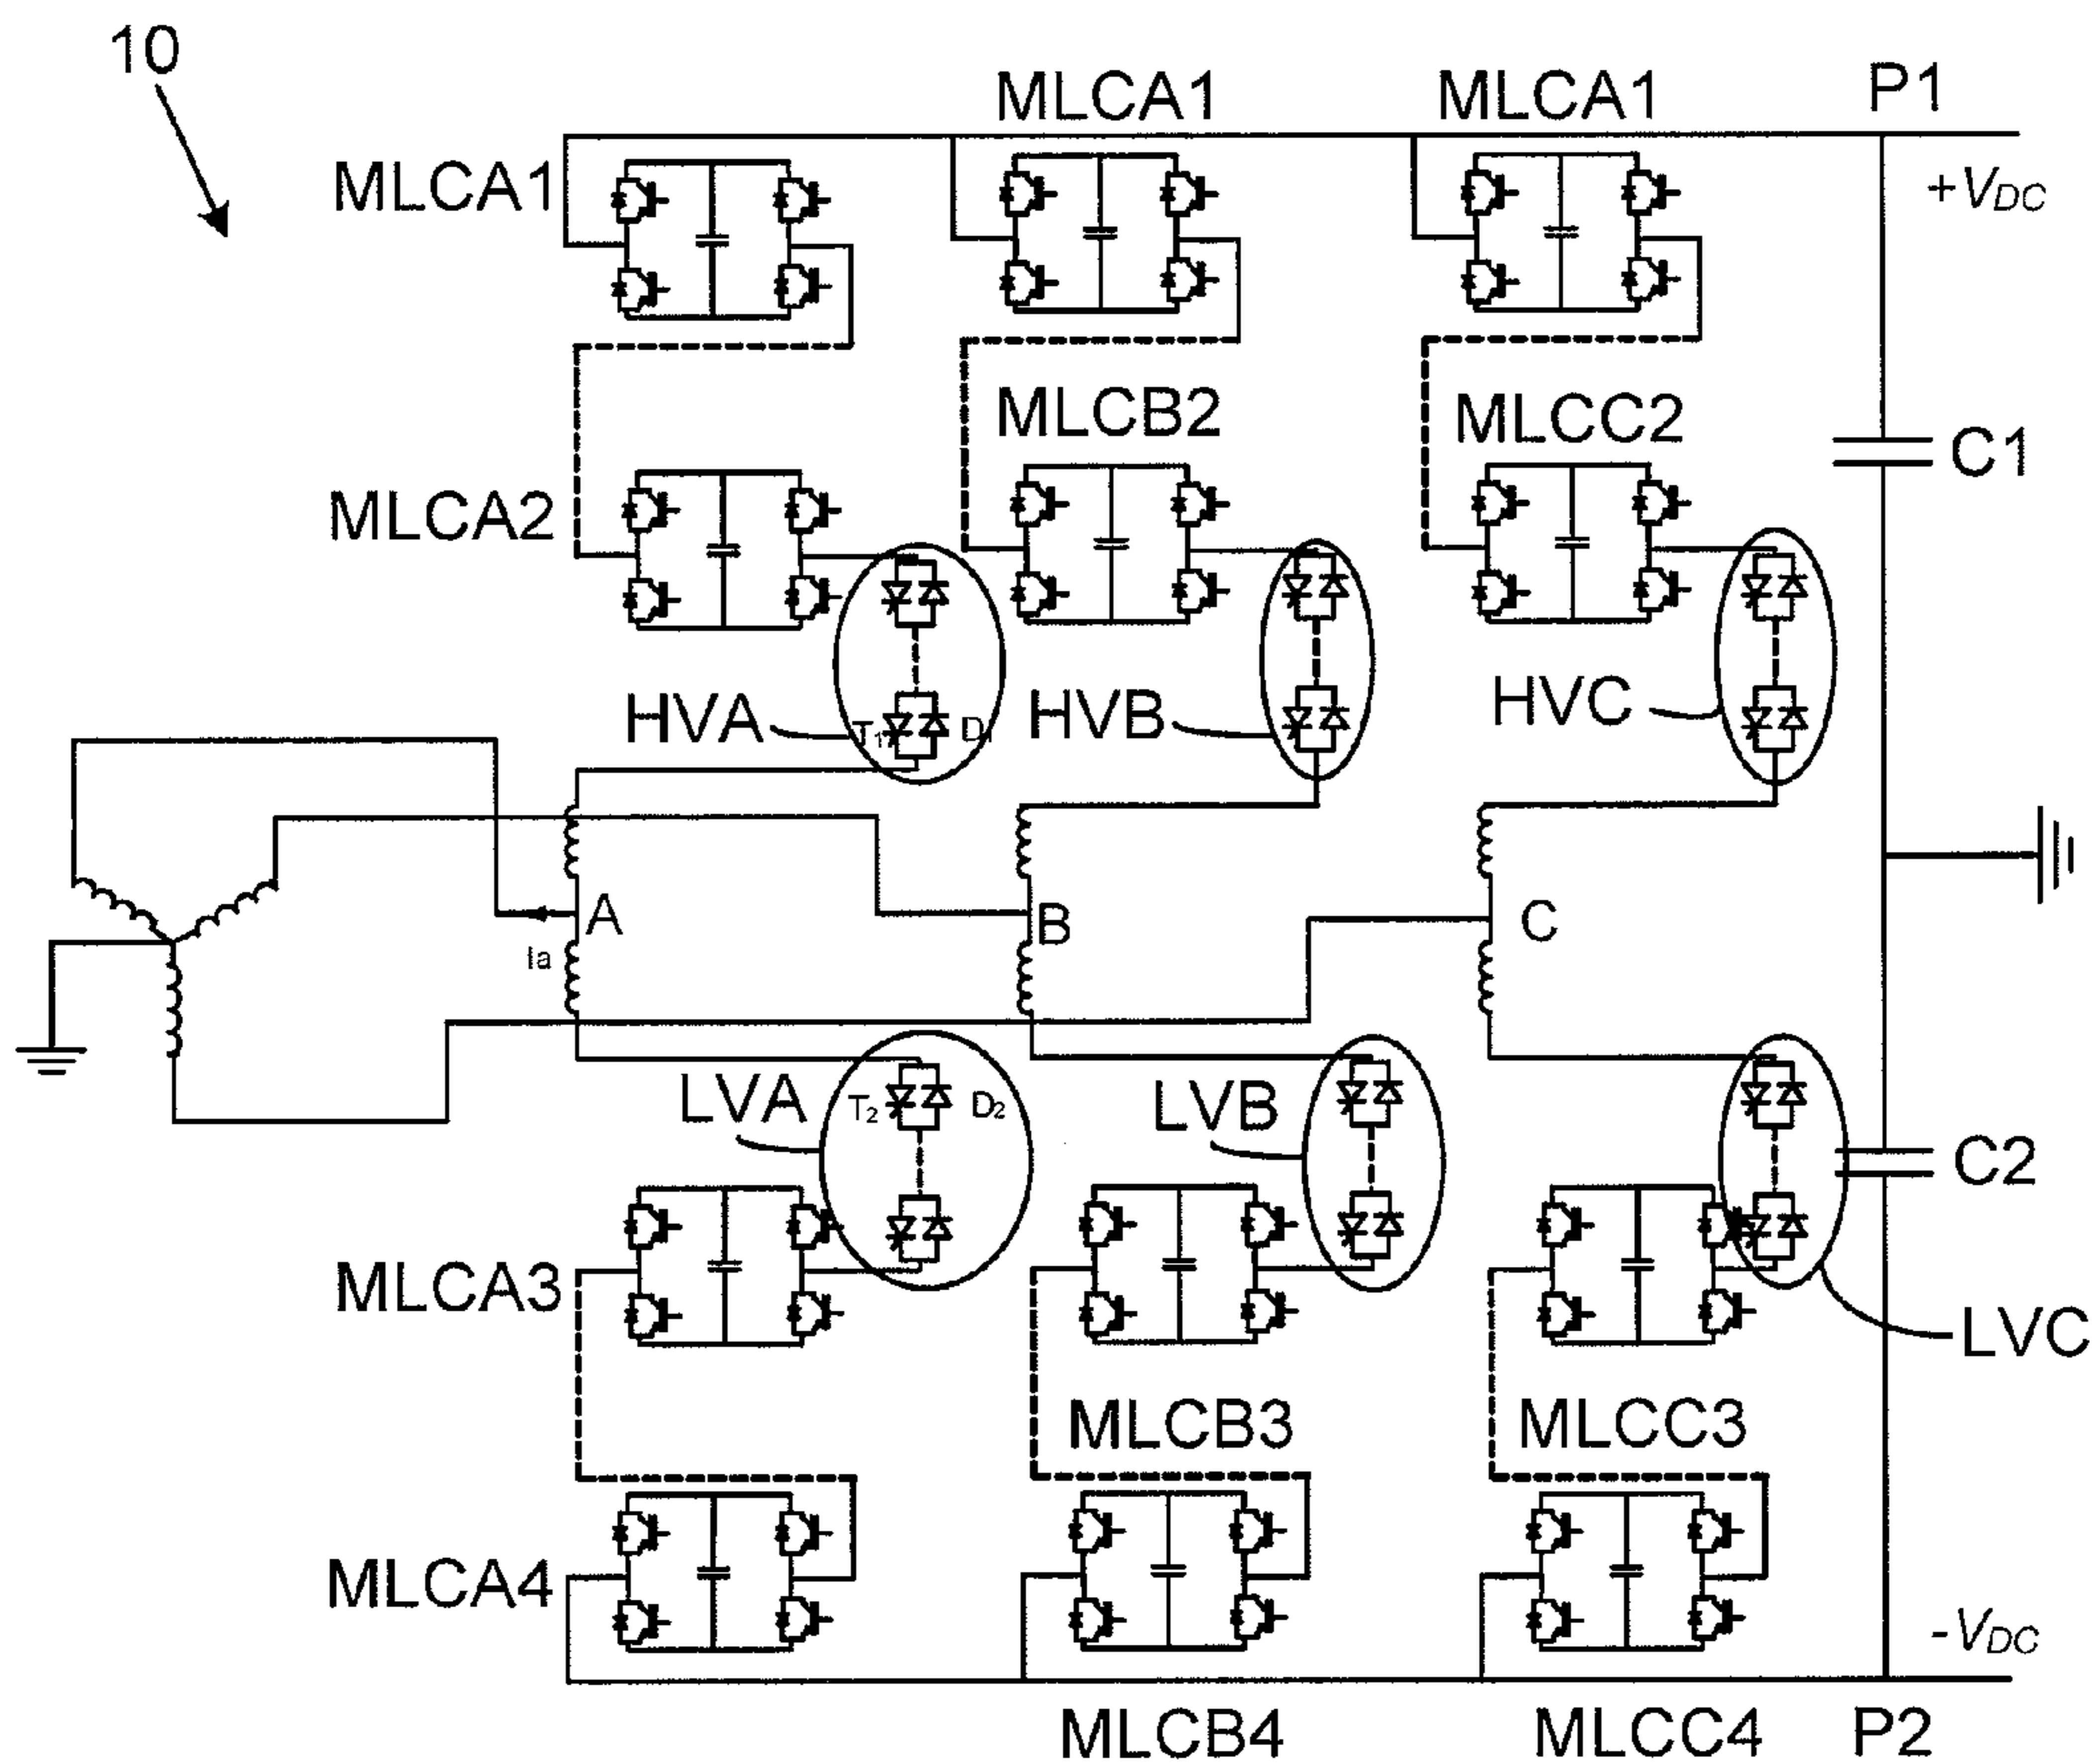 10
MLCA1
MLCA1
P1
MLCA1
+VDC
MLCB2
MLCC2
C1
MLCA2
HVA
T1
D1
HVB
HVC
A
B
C
Ia
LVA
T2
D2
LVB
C2
MLCA3
LVC
MLCB3
MLCC3
MLCA4
-VDC
MLCB4
MLCC4
P2